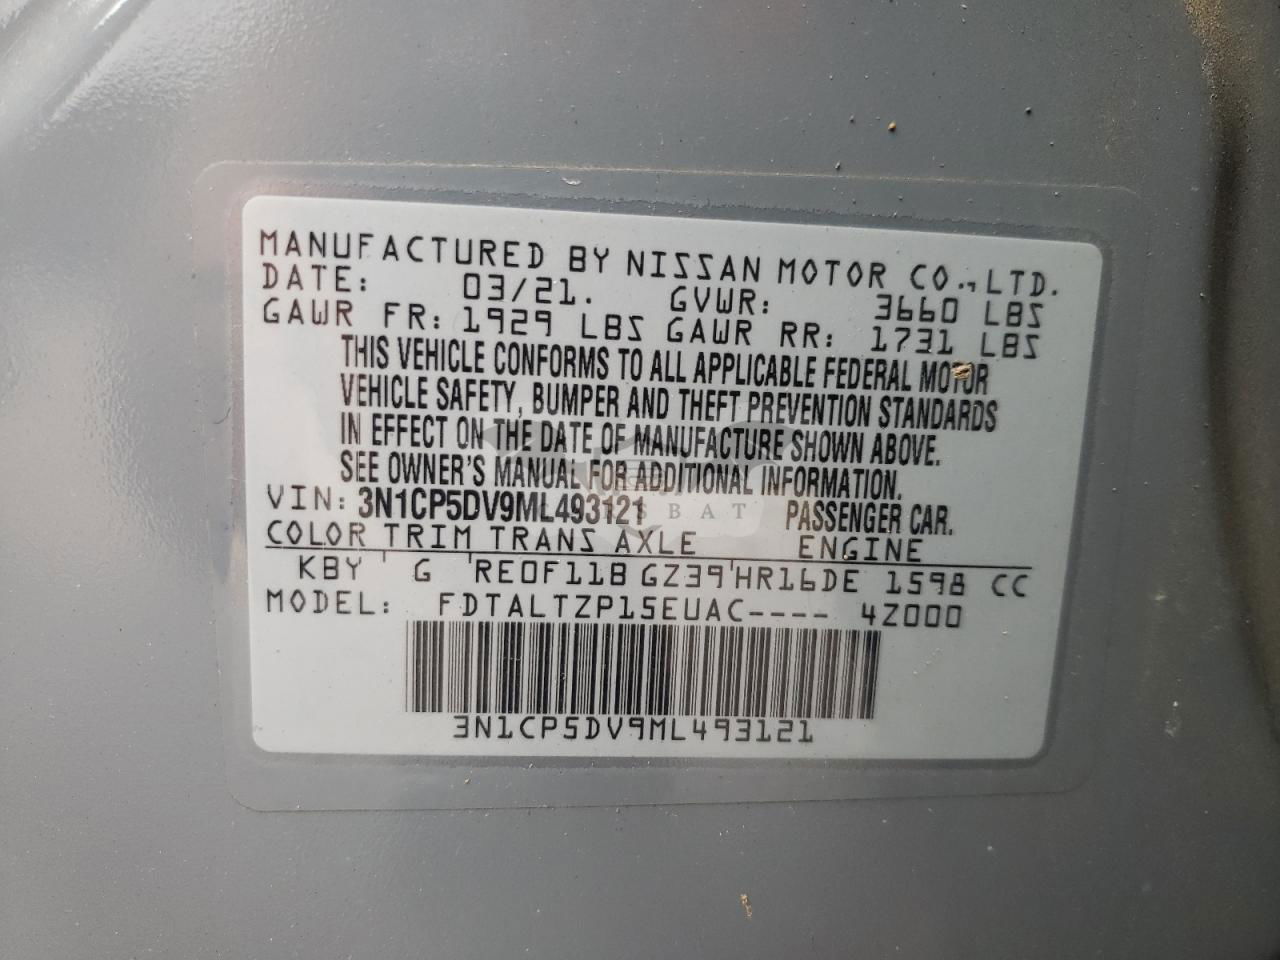 MANUFACTURED BY NISSAN MOTOR CO.,LTD.
DATE: 03/21. GVWR: 3660 LBS
GAWR FR: 1929 LBS GAWR RR: 1731 LBS
THIS VEHICLE CONFORMS TO ALL APPLICABLE FEDERAL MOTOR
VEHICLE SAFETY, BUMPER AND THEFT PREVENTION STANDARDS
IN EFFECT ON THE DATE OF MANUFACTURE SHOWN ABOVE.
SEE OWNER'S MANUAL FOR ADDITIONAL INFORMATION.
VIN: 3N1CP5DV9ML493121 PASSENGER CAR.
COLOR TRIM TRANS AXLE ENGINE
KBY ' G 'RE0F11B GZ39'HR16DE 1598 CC
MODEL: FDTALTZP15EUAC---- 4Z000
3N1CP5DV9ML493121